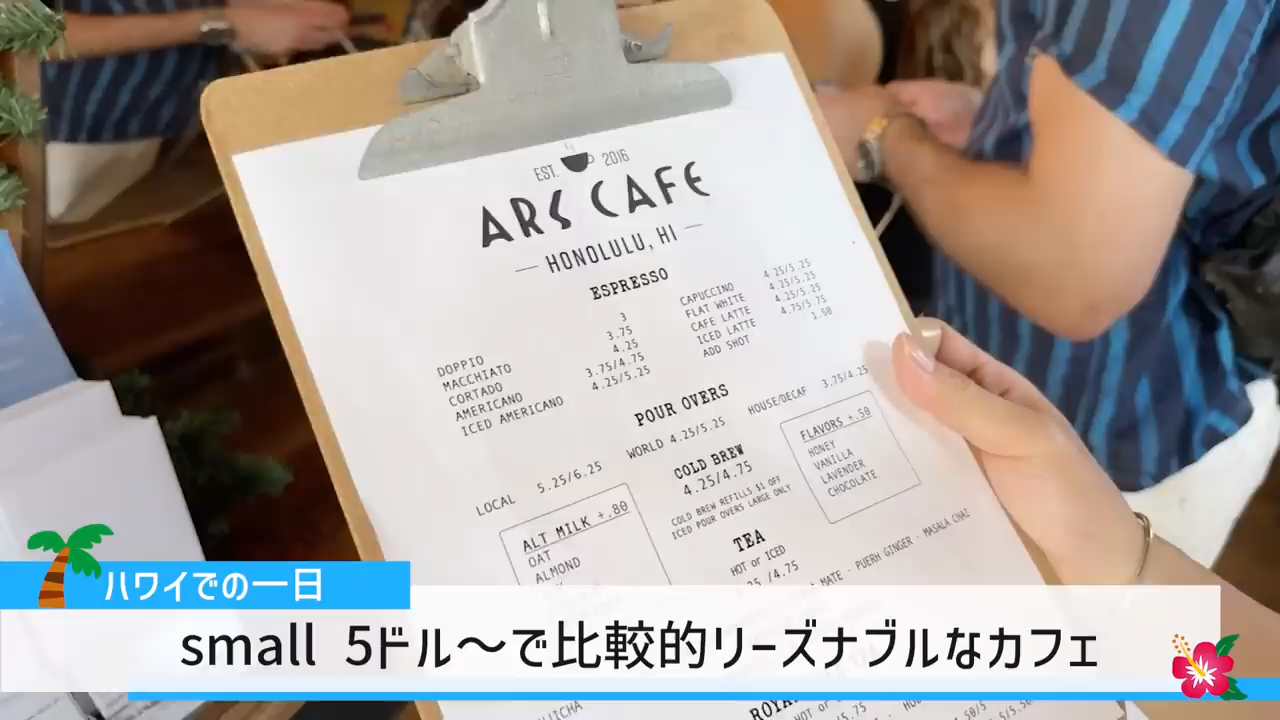 EST. 2016
ARS CAFE
HONOLULU, HI
ESPRESSO
DOPPIO 3
MACCHIATO 3.75
CORTADO 4.25
AMERICANO 3.75/4.75
ICED AMERICANO 4.25/5.25
CAPUCCINO 4.25/5.25
FLAT WHITE 4.25/5.25
CAFE LATTE 4.25/5.25
ICED LATTE 4.75/5.75
ADD SHOT 1.50
POUR OVERS
LOCAL 5.25/6.25
WORLD 4.25/5.25
HOUSE/DECAF 3.75/4.25
ALT MILK +.80
OAT
ALMOND
COLD BREW
4.25/4.75
COLD BREW REFILLS $1 OFF
ICED POUR OVERS LARGE ONLY
FLAVORS +.50
HONEY
VANILLA
LAVENDER
CHOCOLATE
TEA
HOT or ICED
/4.75
MATE · PUERH GINGER · MASALA CHAI
HOT or
ハワイでの一日
small 5ドル～で比較的リーズナブルなカフェ